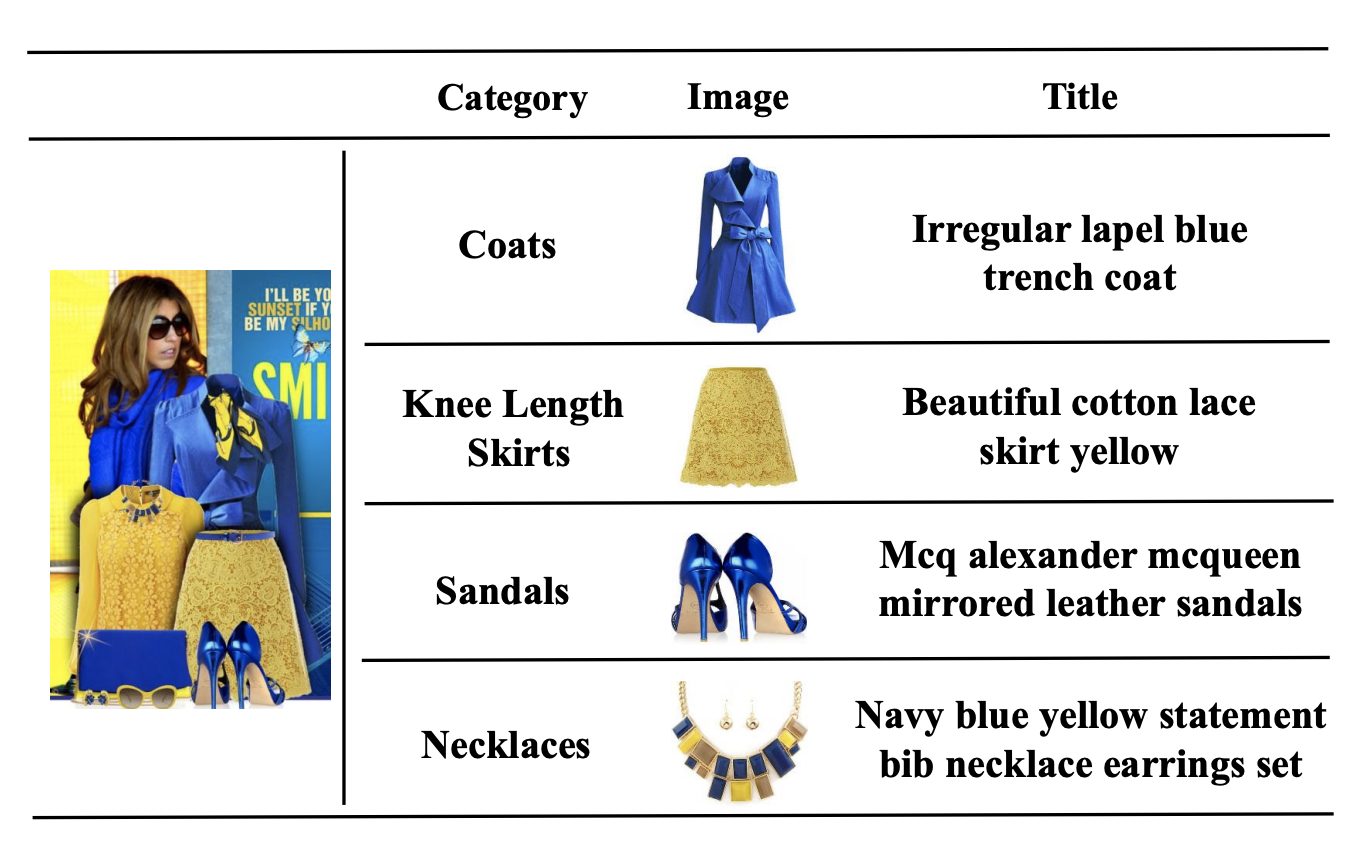 Category Image Title
I'LL BE YO
SUNSET IF Y
BE MY SILHO
SMI
Coats
Irregular lapel blue
trench coat
Knee Length
Skirts
Beautiful cotton lace
skirt yellow
Sandals
Mcq alexander mcqueen
mirrored leather sandals
Necklaces
Navy blue yellow statement
bib necklace earrings set